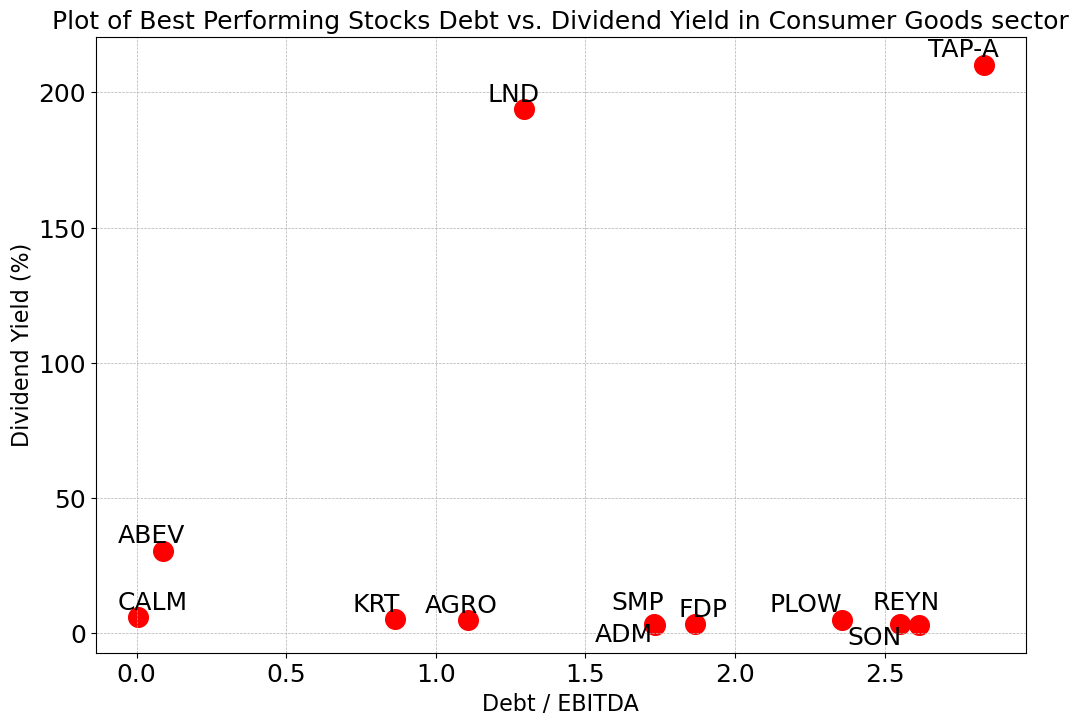 Plot of Best Performing Stocks Debt vs. Dividend Yield in Consumer Goods sector
TAP-A
LND
200
150
Dividend Yield (%)
100
50
ABEV
CALM
KRT
AGRO
SMP
FDP
PLOW
REYN
ADM
SON
0
0.0 0.5 1.0 1.5 2.0 2.5
Debt / EBITDA